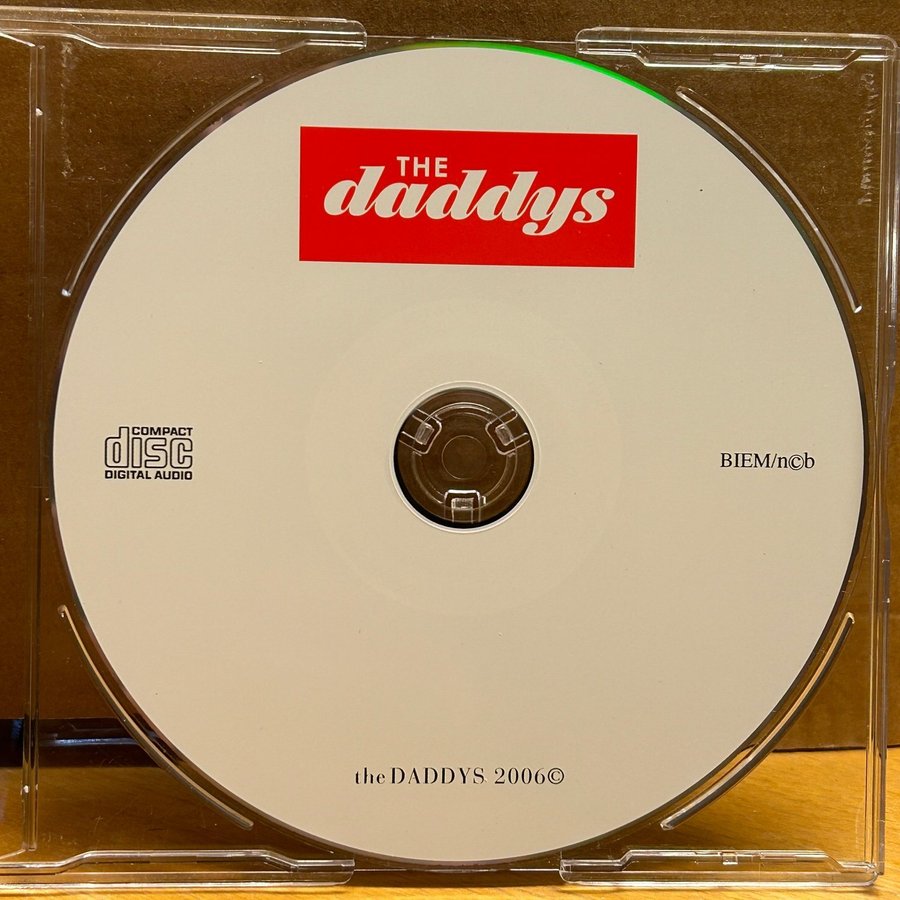 THE
daddys
COMPACT
disc
DIGITAL AUDIO
BIEM/n©b
the DADDYS 2006©